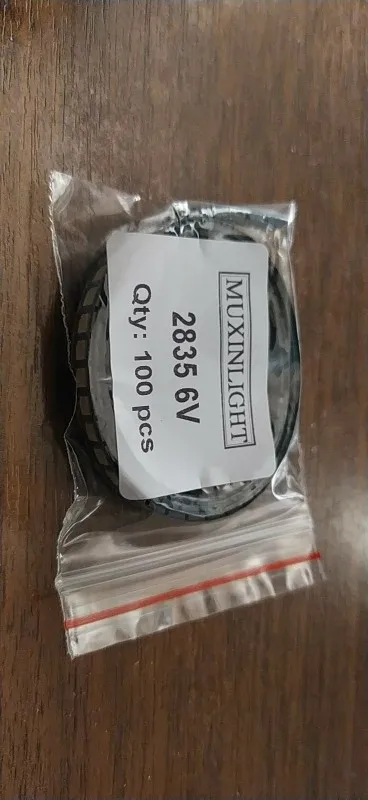 MUXINLIGHT
2835 6V
Qty: 100 pcs